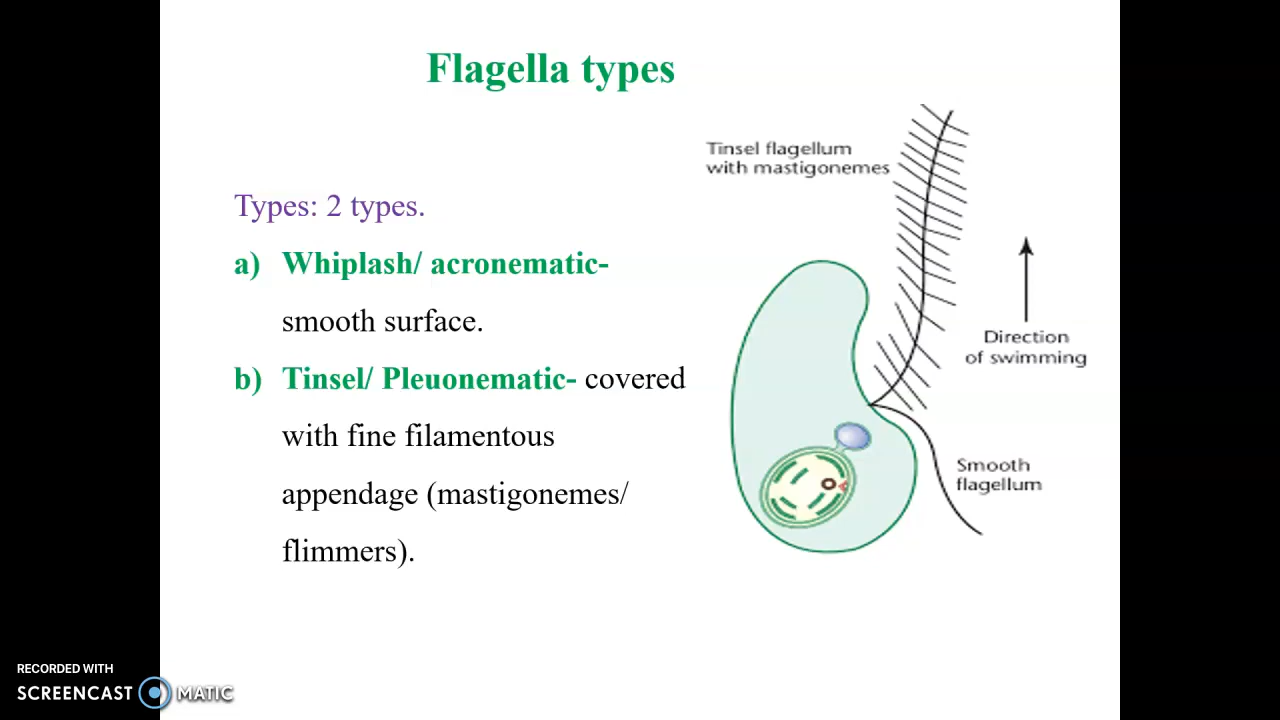 Flagella types
Tinsel flagellum
with mastigonemes
Types: 2 types.
a) Whiplash/ acronematic-
smooth surface.
b) Tinsel/ Pleuonematic- covered
with fine filamentous
appendage (mastigonemes/
flimmers).
Direction
of swimming
Smooth
flagellum
RECORDED WITH
SCREENCAST MATIC